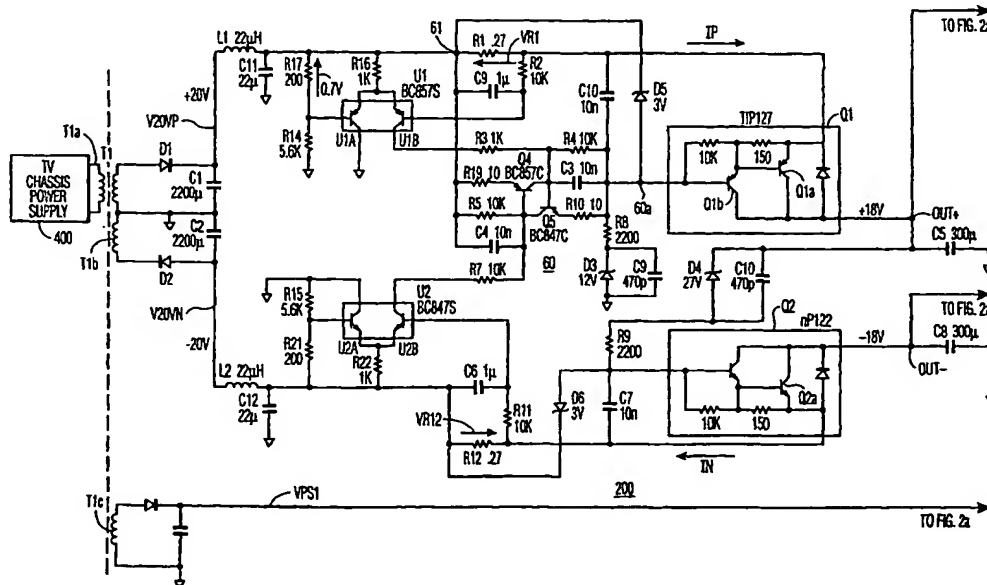 L1 22μH
61
R1 .27
VR1
IP
TO FIG. 2a
C11
22μ
R17
200
0.7V
R16
1K
U1
BC857S
C9 1μ
R2
10K
C10
10n
D5
3V
+20V
V20VP
T1a
T1
TV
CHASSIS
POWER
SUPPLY
400
D1
C1
2200μ
C2
2200μ
T1b
D2
R14
5.6K
U1A
U1B
R3 1K
R4 10K
Q4
BC857C
R19 10
C3 10n
R5 10K
Q5
BC847C
R10 10
C4 10n
60
60a
R7 10K
TIP127
Q1
10K
150
Q1a
Q1b
+18V
OUT+
C5 300μ
R8
2200
D3
12V
C9
470p
D4
27V
C10
470p
V20VN
-20V
R15
5.6K
U2
BC847S
R21
200
U2A
U2B
R22
1K
C6 1μ
R9
2200
Q2
nP122
TO FIG. 2a
-18V
C8 300μ
OUT-
L2 22μH
C12
22μ
VR12
R11
10K
R12 .27
D6
3V
C7
10n
10K
150
Q2a
IN
T1c
VPS1
200
TO FIG. 2a